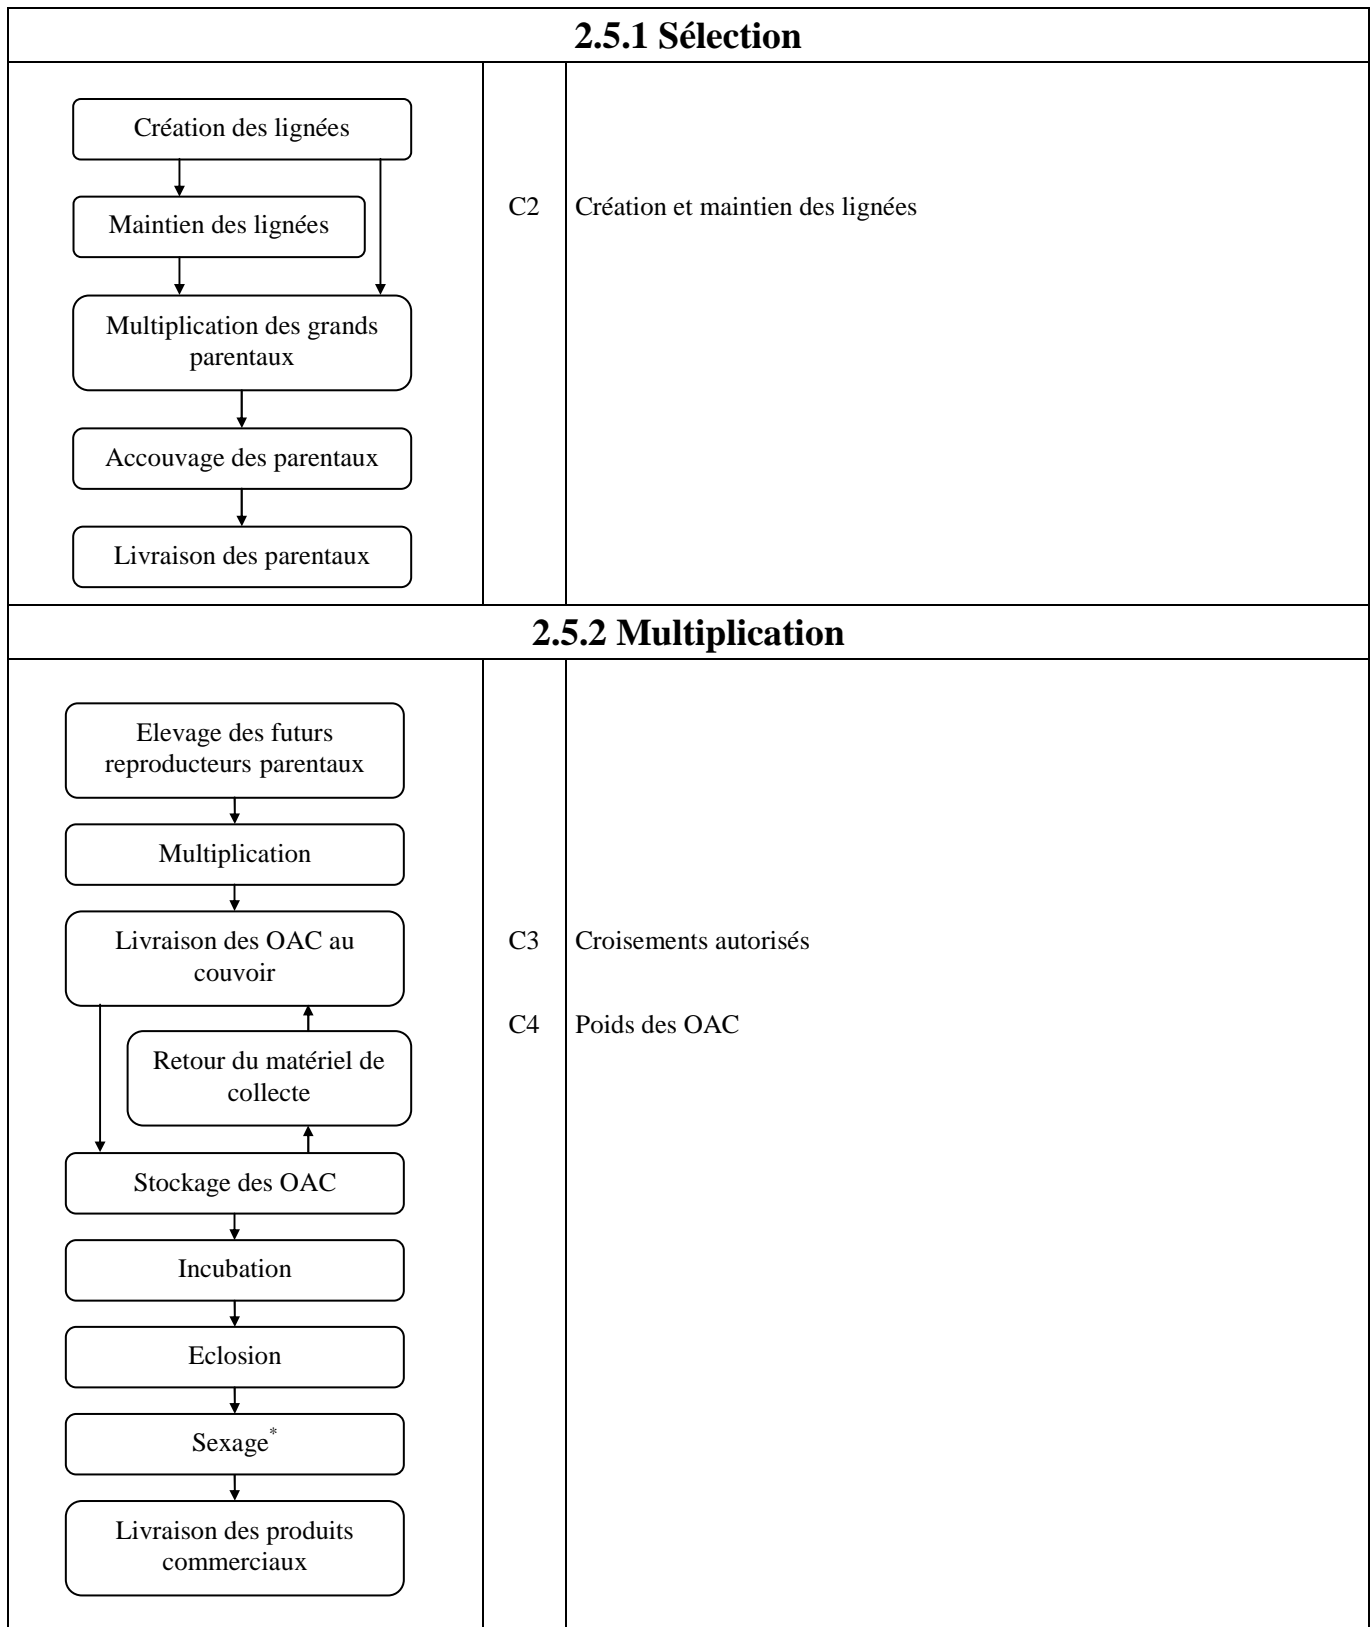 2.5.1 Sélection
Création des lignées
Maintien des lignées
C2 Création et maintien des lignées
Multiplication des grands
parentaux
Accouvage des parentaux
Livraison des parentaux
2.5.2 Multiplication
Elevage des futurs
reproducteurs parentaux
Multiplication
Livraison des OAC au
couvoir
C3 Croisements autorisés
C4 Poids des OAC
Retour du matériel de
collecte
Stockage des OAC
Incubation
Eclosion
Sexage*
Livraison des produits
commerciaux